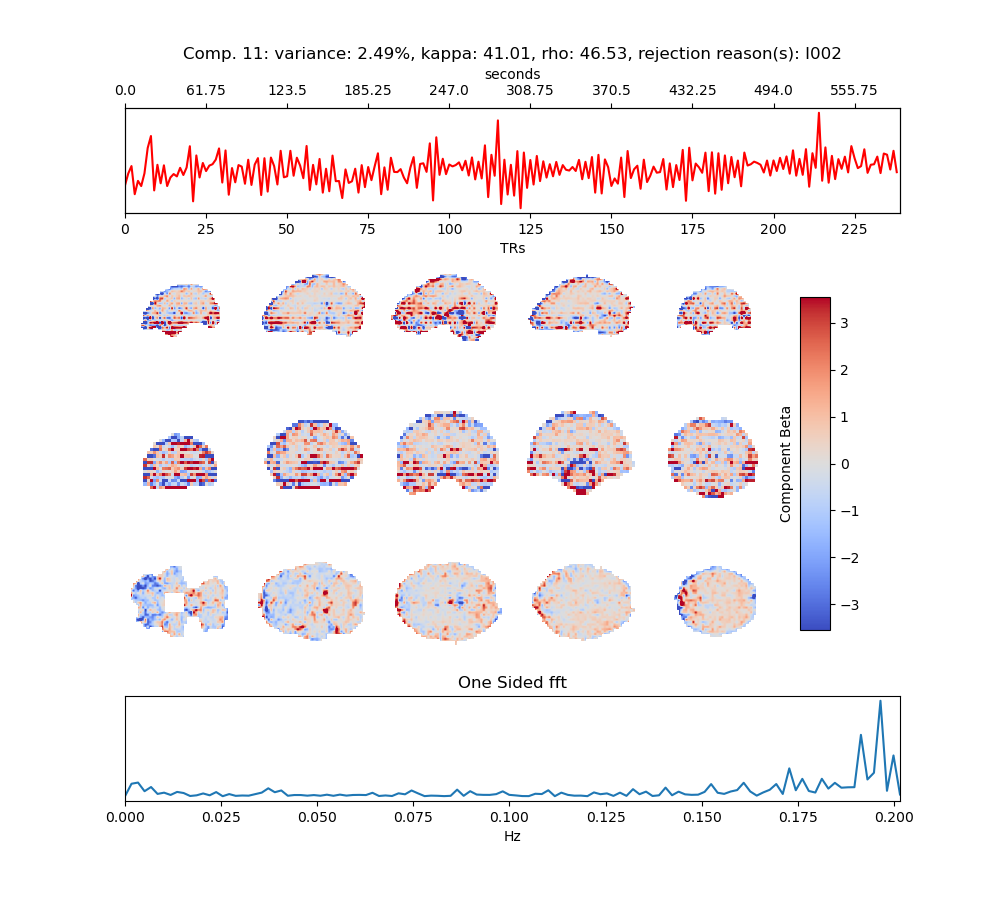 Comp. 11: variance: 2.49%, kappa: 41.01, rho: 46.53, rejection reason(s): I002
seconds
0.0 61.75 123.5 185.25 247.0 308.75 370.5 432.25 494.0 555.75
0 25 50 75 100 125 150 175 200 225
TRs
3
2
1
0
−1
−2
−3
Component Beta
One Sided fft
0.000 0.025 0.050 0.075 0.100 0.125 0.150 0.175 0.200
Hz